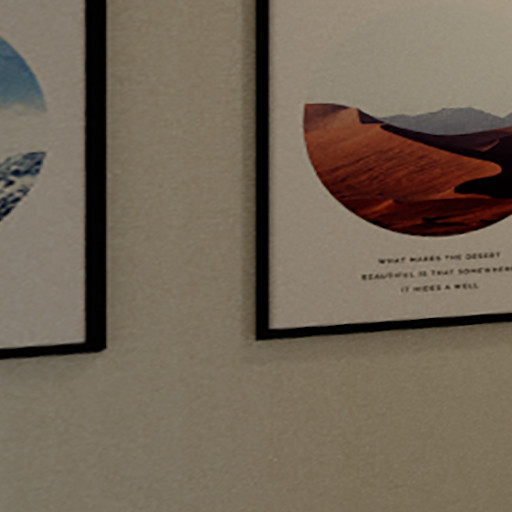 WHAT MAKES THE DESERT
BEAUTIFUL IS THAT SOMEWHERE
IT HIDES A WELL